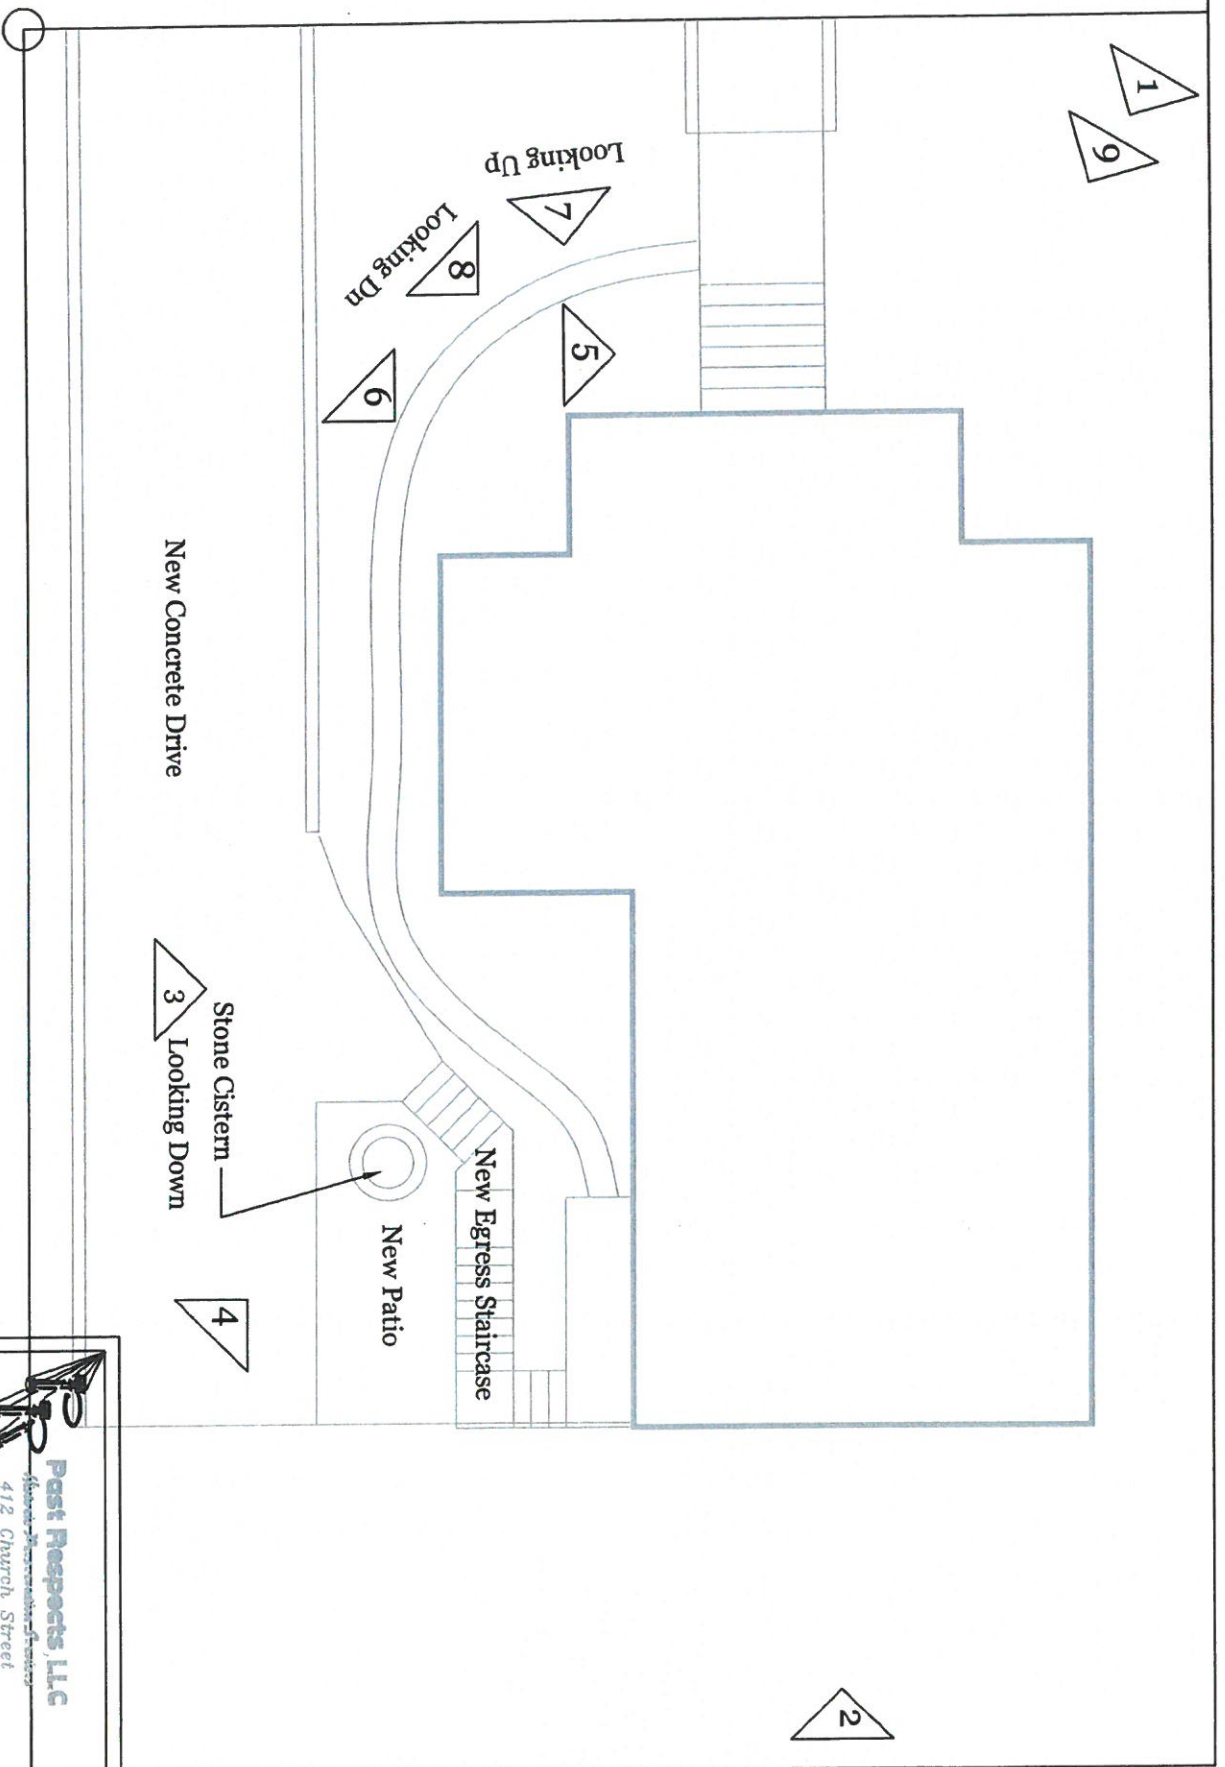 1
9
Looking Up
7
Looking Dn
8
5
6
New Concrete Drive
3
Looking Down
Stone Cistern
New Egress Staircase
New Patio
4
2
Past Respects, LLC
412 Church Street